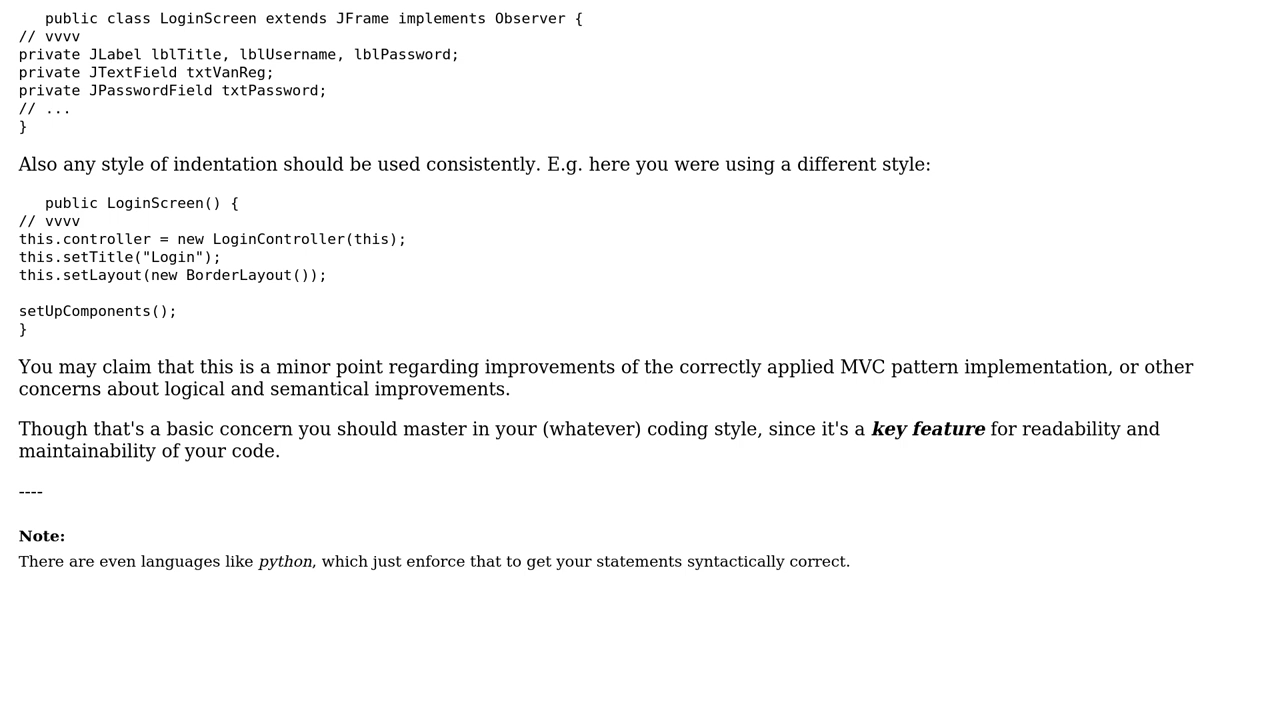 public class LoginScreen extends JFrame implements Observer {
// vvvv
private JLabel lblTitle, lblUsername, lblPassword;
private JTextField txtVanReg;
private JPasswordField txtPassword;
// ...
}
Also any style of indentation should be used consistently. E.g. here you were using a different style:
public LoginScreen() {
// vvvv
this.controller = new LoginController(this);
this.setTitle("Login");
this.setLayout(new BorderLayout());
setUpComponents();
}
You may claim that this is a minor point regarding improvements of the correctly applied MVC pattern implementation, or other
concerns about logical and semantical improvements.
Though that's a basic concern you should master in your (whatever) coding style, since it's a key feature for readability and
maintainability of your code.
----
Note:
There are even languages like python, which just enforce that to get your statements syntactically correct.